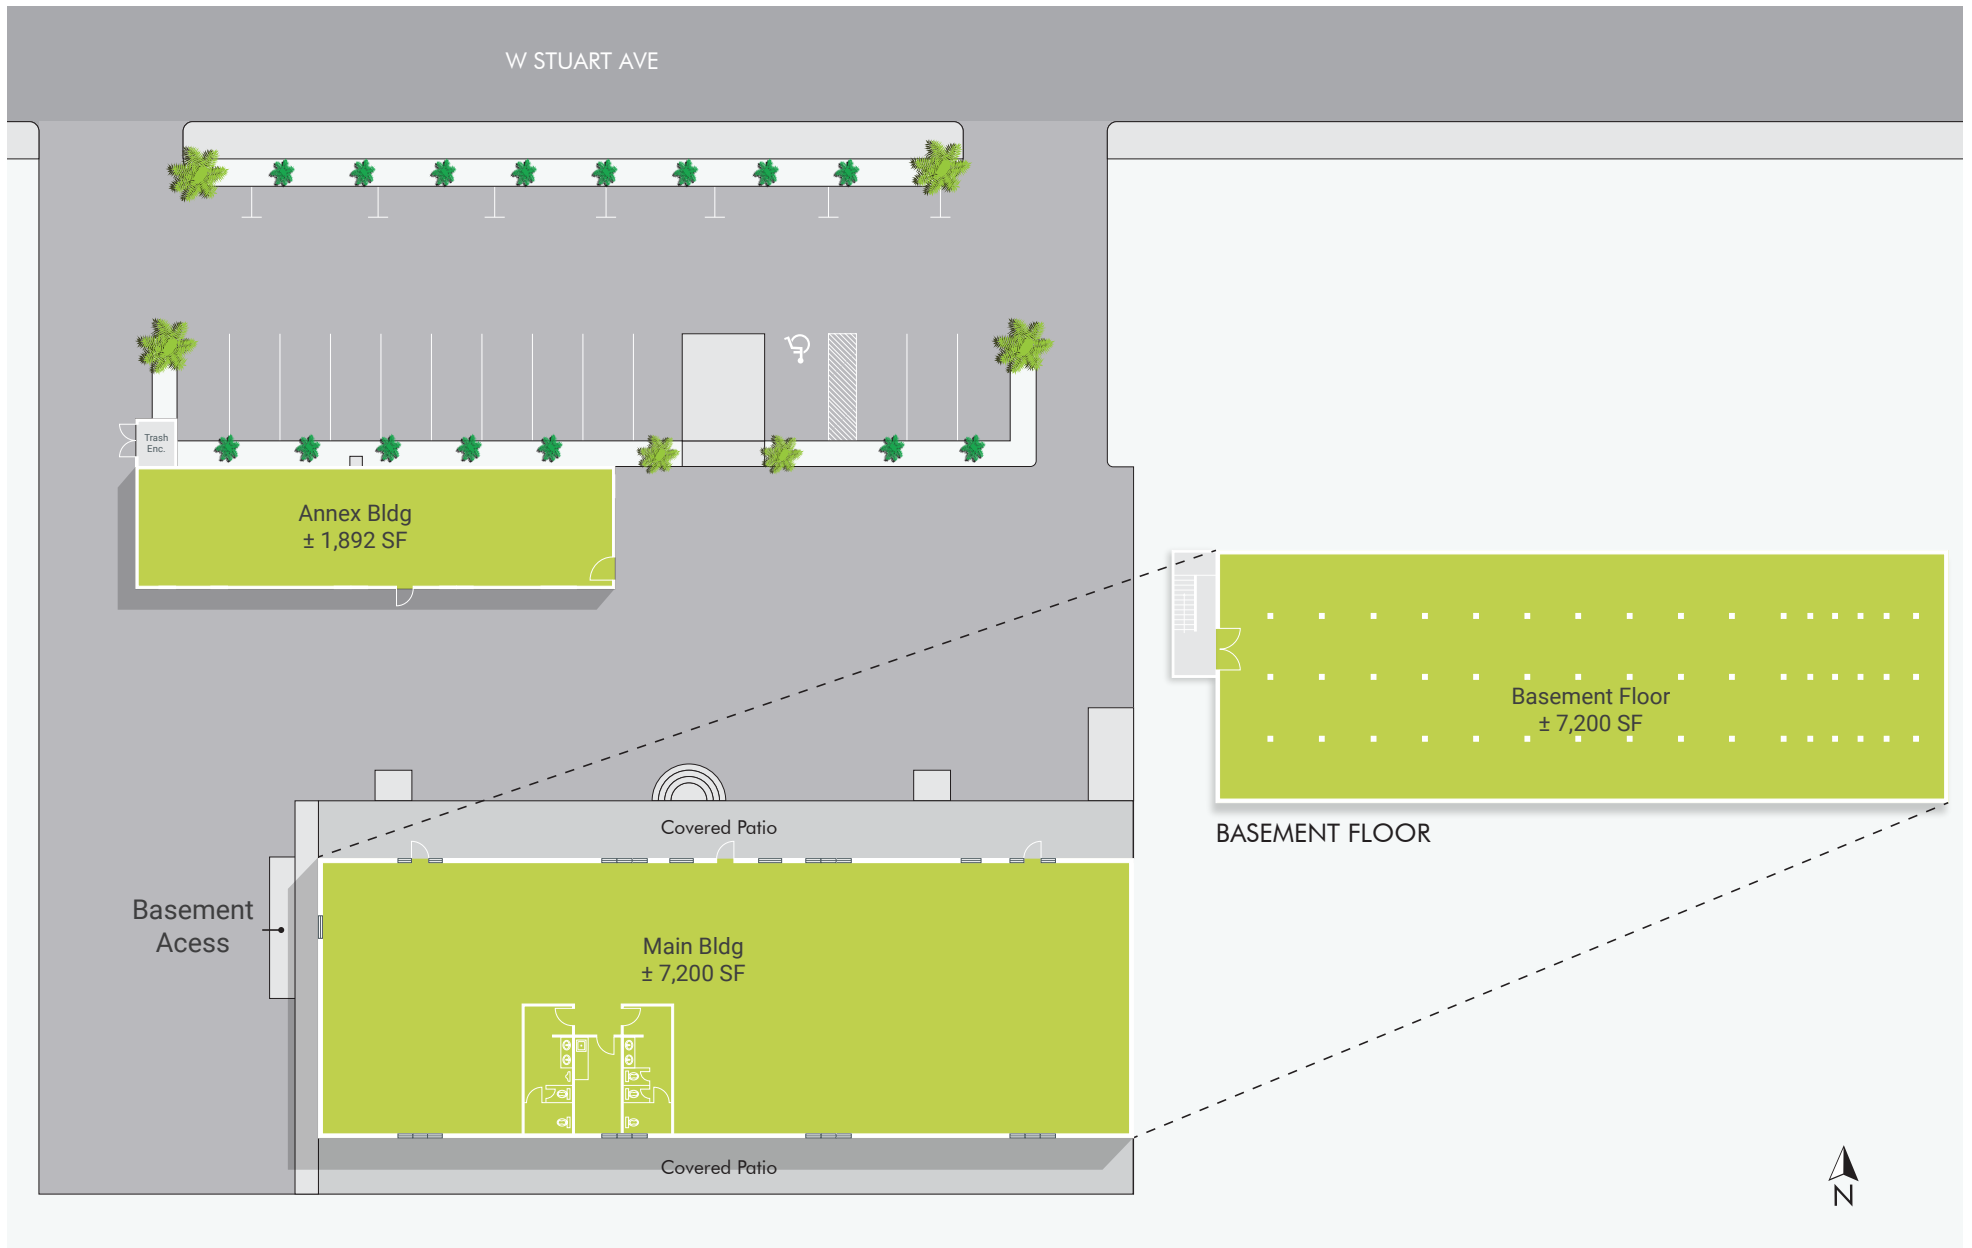 W STUART AVE
Trash
Enc.
Annex Bldg
± 1,892 SF
Basement Floor
± 7,200 SF
BASEMENT FLOOR
Covered Patio
Basement
Acess
Main Bldg
± 7,200 SF
Covered Patio
N